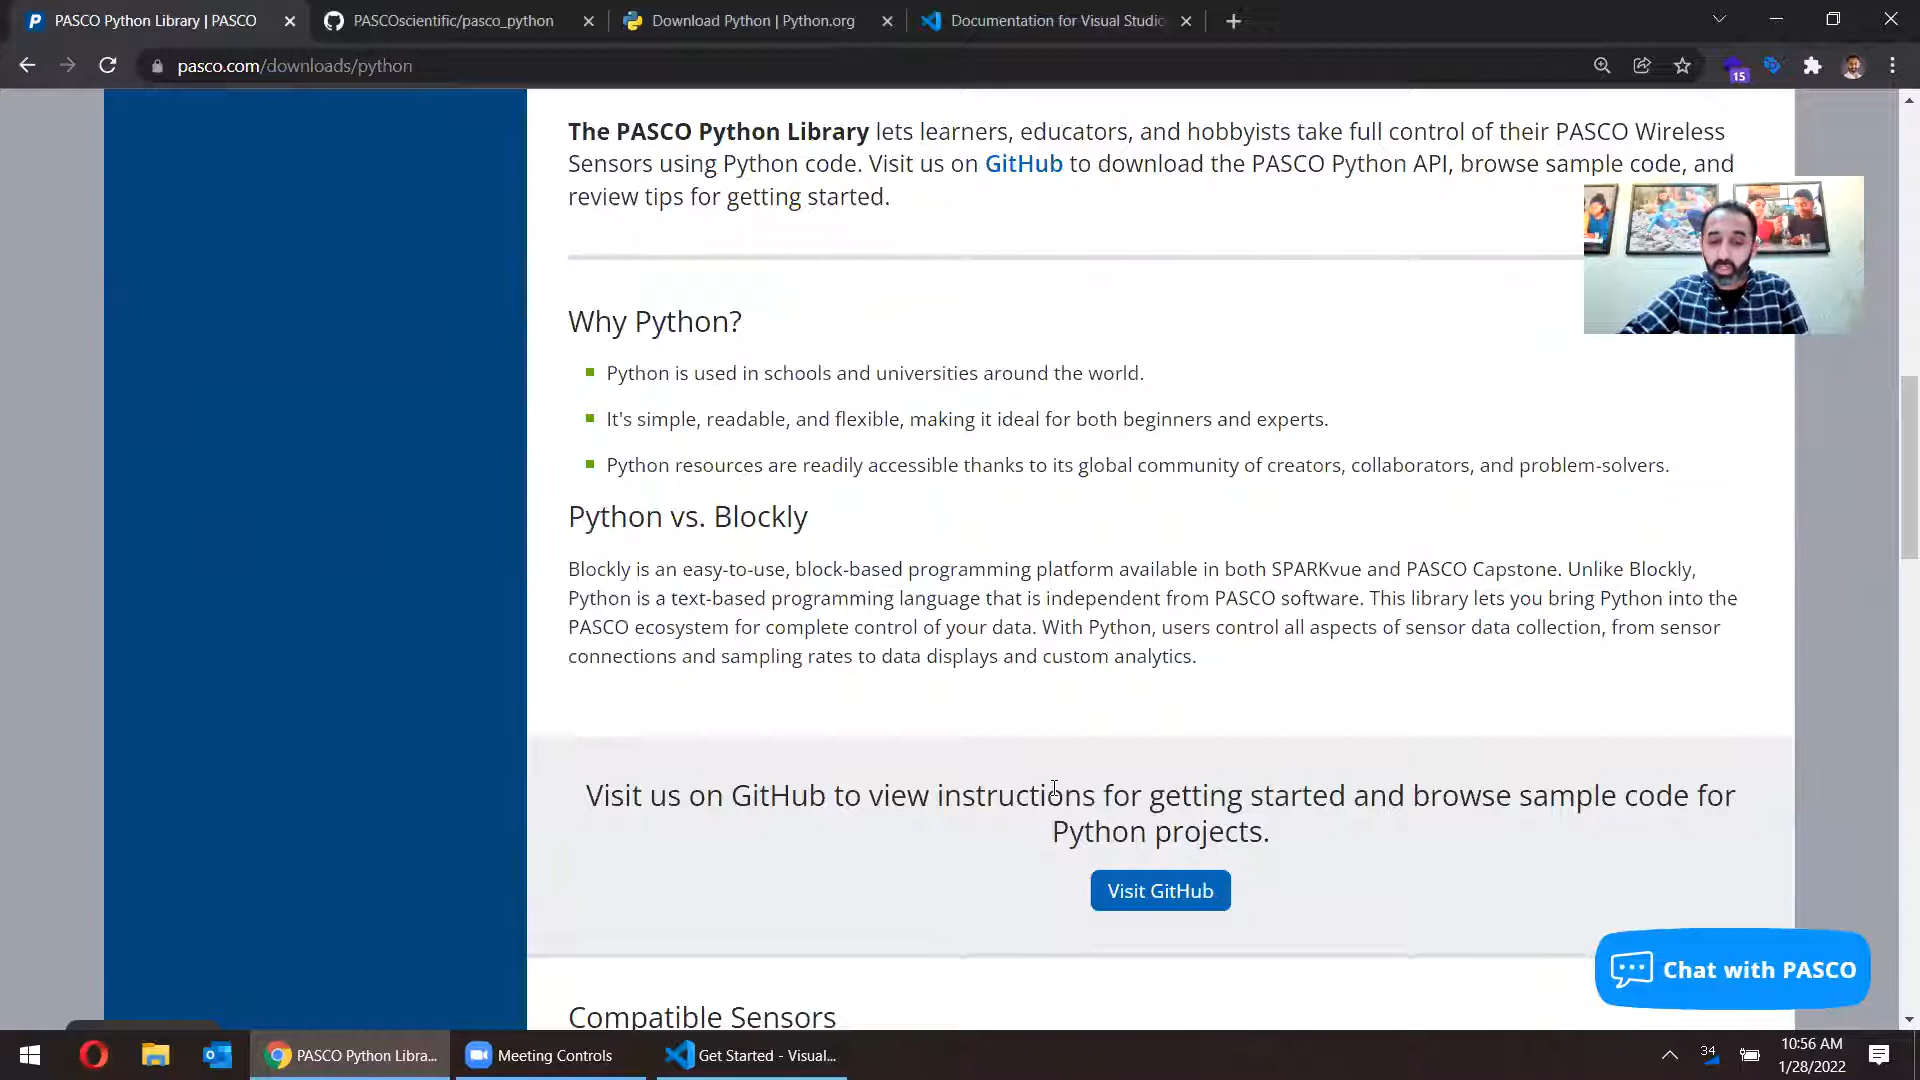 PASCO Python Library | PASCO
PASCOscientific/pasco_python
Download Python | Python.org
Documentation for Visual Studio
pasco.com/downloads/python
15
The PASCO Python Library lets learners, educators, and hobbyists take full control of their PASCO Wireless
Sensors using Python code. Visit us on GitHub to download the PASCO Python API, browse sample code, and
review tips for getting started.
Why Python?
Python is used in schools and universities around the world.
It's simple, readable, and flexible, making it ideal for both beginners and experts.
Python resources are readily accessible thanks to its global community of creators, collaborators, and problem-solvers.
Python vs. Blockly
Blockly is an easy-to-use, block-based programming platform available in both SPARKvue and PASCO Capstone. Unlike Blockly,
Python is a text-based programming language that is independent from PASCO software. This library lets you bring Python into the
PASCO ecosystem for complete control of your data. With Python, users control all aspects of sensor data collection, from sensor
connections and sampling rates to data displays and custom analytics.
Visit us on GitHub to view instructions for getting started and browse sample code for
Python projects.
Visit GitHub
Chat with PASCO
Compatible Sensors
PASCO Python Libra...
Meeting Controls
Get Started - Visual...
34
10:56 AM
1/28/2022